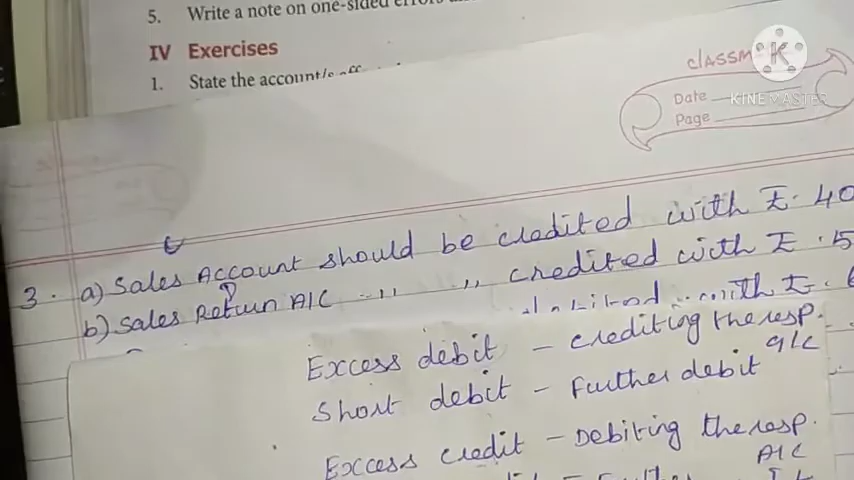 5. Write a note on one-sided errors
IV Exercises
1. State the account/s
classm
K
KINEMASTER
Date
Page
3. a) Sales Account should be credited with ₹. 40
b) Sales Return A/C -,, ,, credited with ₹. 5
with ₹.
Excess debit - crediting the resp. a/c
Short debit - Further debit
Excess credit - Debiting the resp. A/C